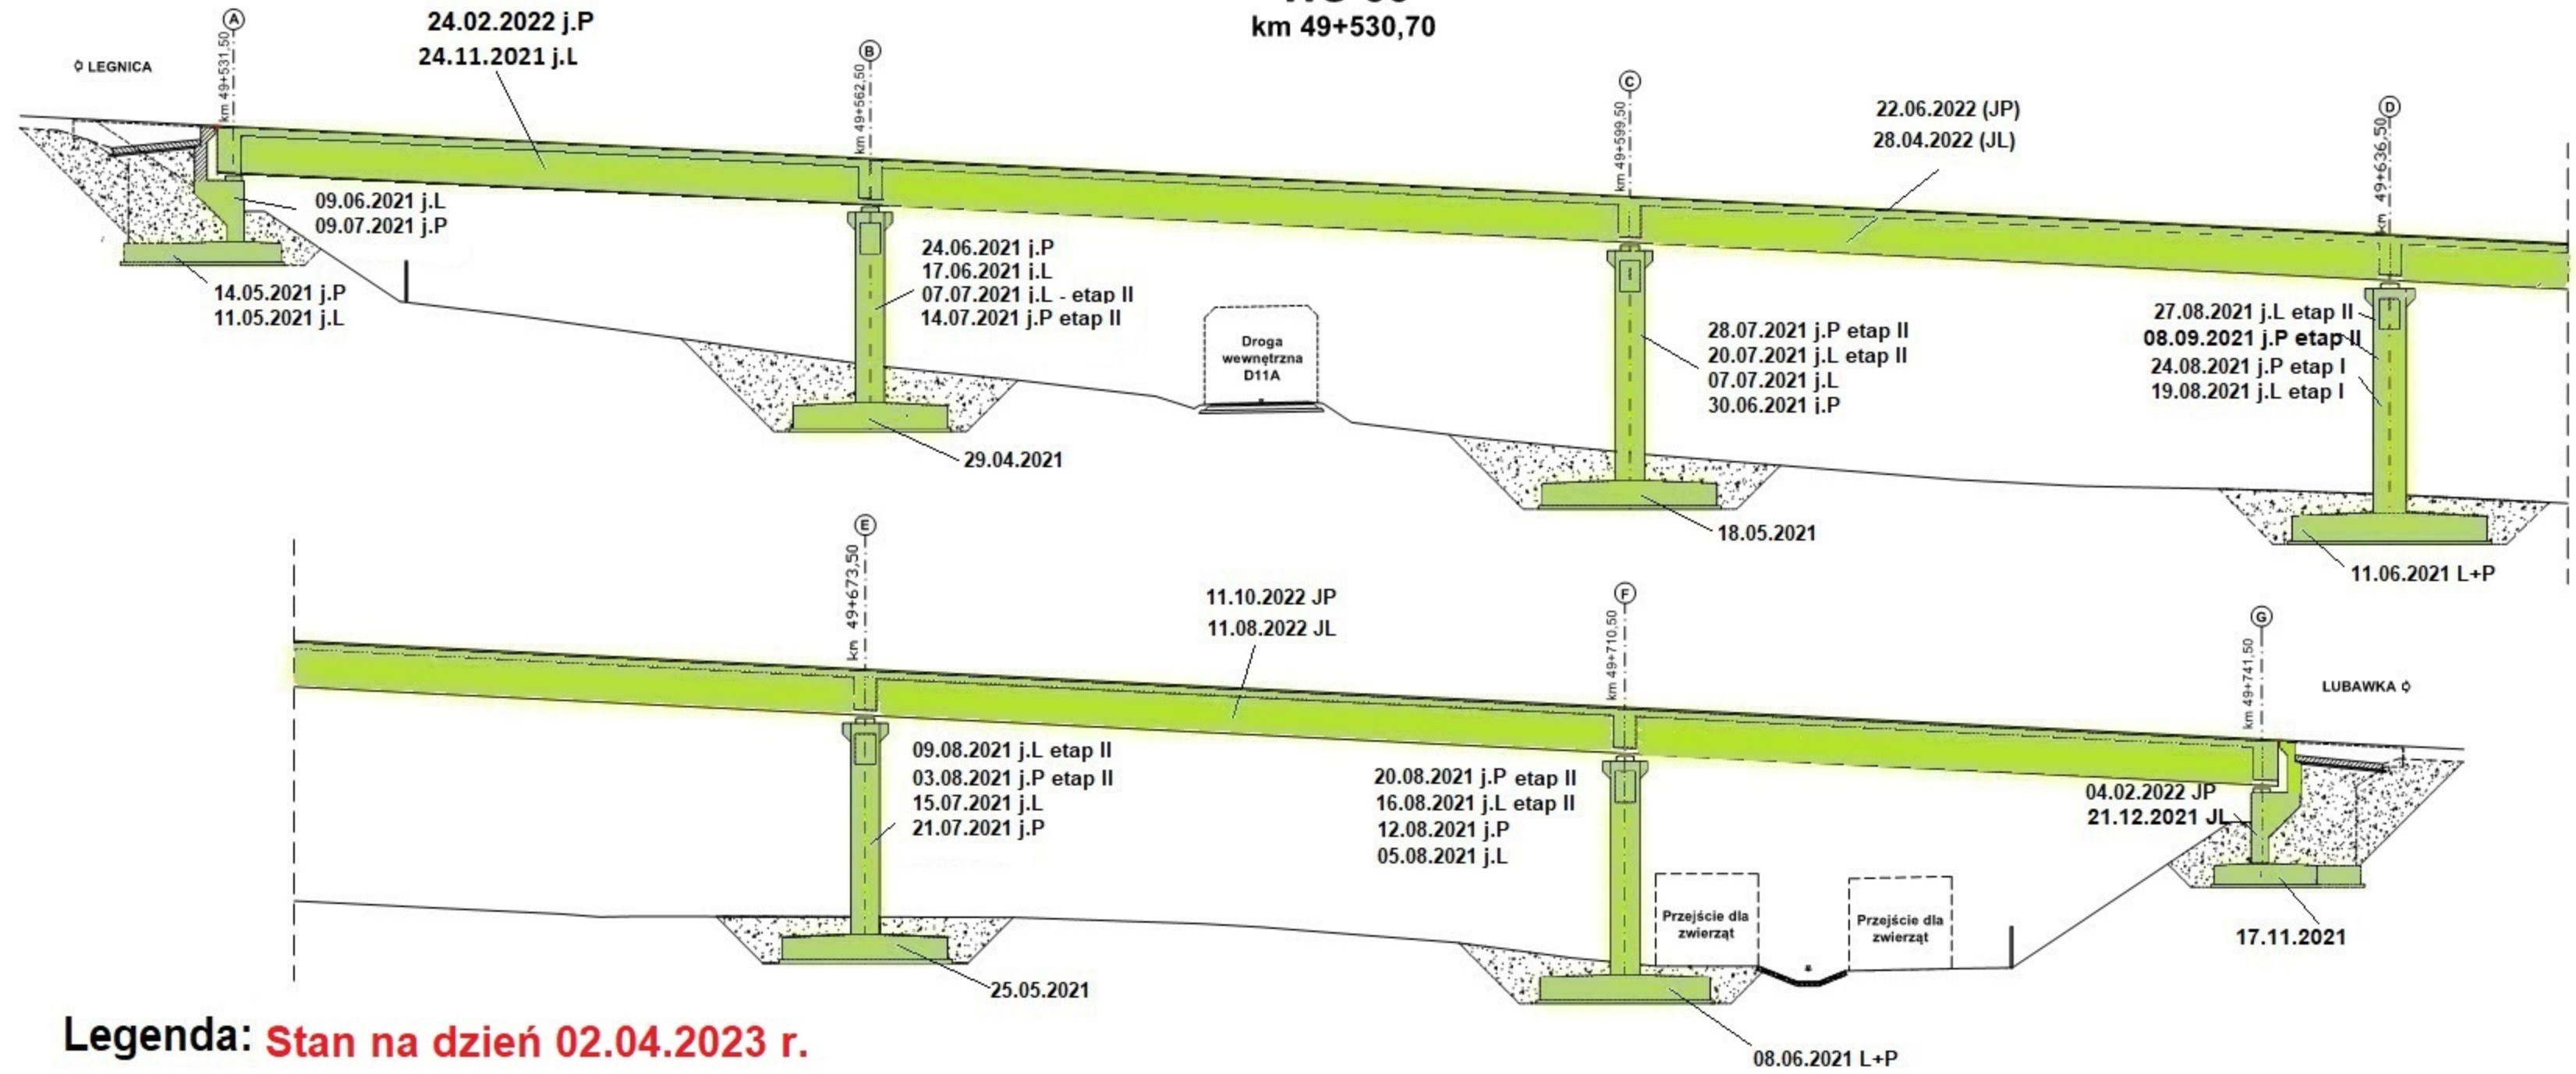 km 49+530,70
A
B
C
D
km 49+531,50
km 49+562,50
km 49+599,50
km 49+636,50
LEGNICA
24.02.2022 j.P
24.11.2021 j.L
22.06.2022 (JP)
28.04.2022 (JL)
09.06.2021 j.L
09.07.2021 j.P
14.05.2021 j.P
11.05.2021 j.L
24.06.2021 j.P
17.06.2021 j.L
07.07.2021 j.L - etap II
14.07.2021 j.P etap II
29.04.2021
Droga
wewnętrzna
D11A
28.07.2021 j.P etap II
20.07.2021 j.L etap II
07.07.2021 j.L
30.06.2021 j.P
18.05.2021
27.08.2021 j.L etap II
08.09.2021 j.P etap II
24.08.2021 j.P etap I
19.08.2021 j.L etap I
11.06.2021 L+P
E
F
G
km 49+673,50
km 49+710,50
km 49+741,50
11.10.2022 JP
11.08.2022 JL
LUBAWKA
09.08.2021 j.L etap II
03.08.2021 j.P etap II
15.07.2021 j.L
21.07.2021 j.P
25.05.2021
20.08.2021 j.P etap II
16.08.2021 j.L etap II
12.08.2021 j.P
05.08.2021 j.L
Przejście dla
zwierząt
Przejście dla
zwierząt
04.02.2022 JP
21.12.2021 JL
17.11.2021
08.06.2021 L+P
Legenda: Stan na dzień 02.04.2023 r.